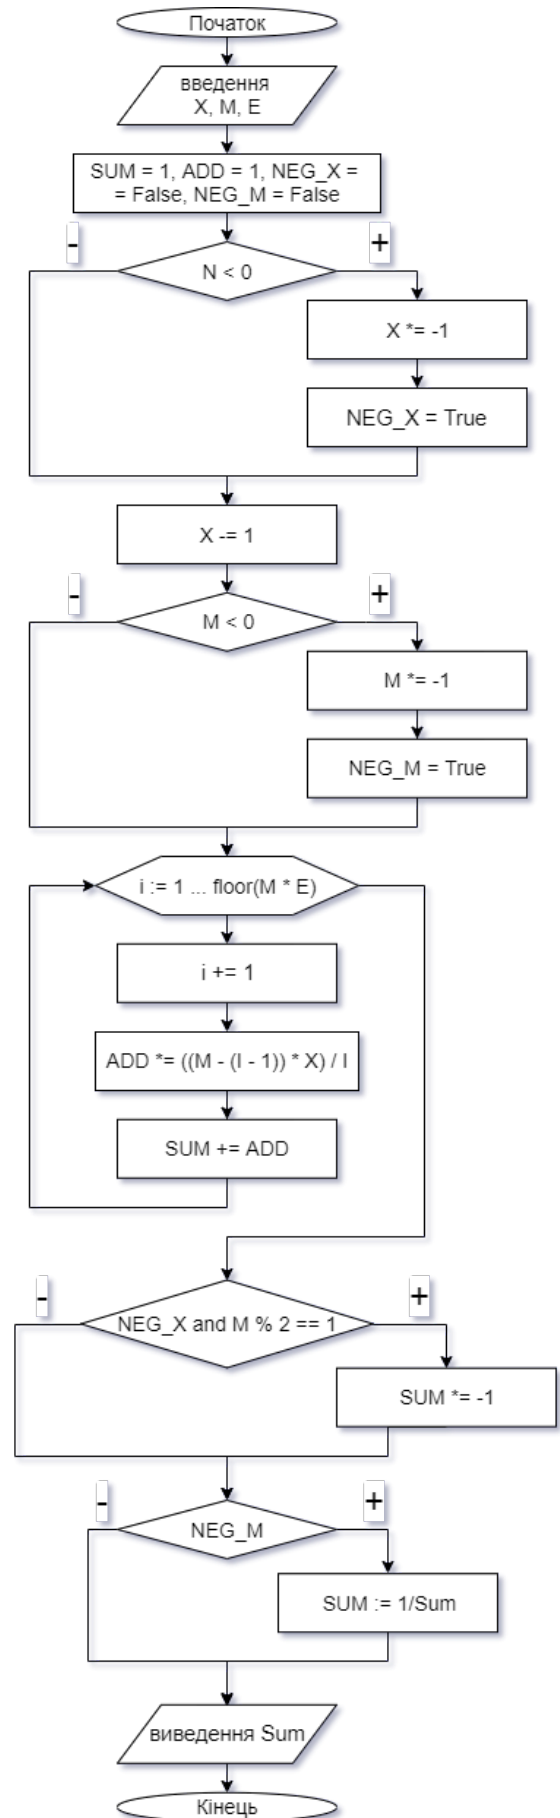 Початок
введення
X, M, E
SUM = 1, ADD = 1, NEG_X =
= False, NEG_M = False
-
+
N < 0
X *= -1
NEG_X = True
X -= 1
-
+
M < 0
M *= -1
NEG_M = True
i := 1 ... floor(M * E)
i += 1
ADD *= ((M - (I - 1)) * X) / I
SUM += ADD
-
+
NEG_X and M % 2 == 1
SUM *= -1
-
+
NEG_M
SUM := 1/Sum
виведення Sum
Кінець